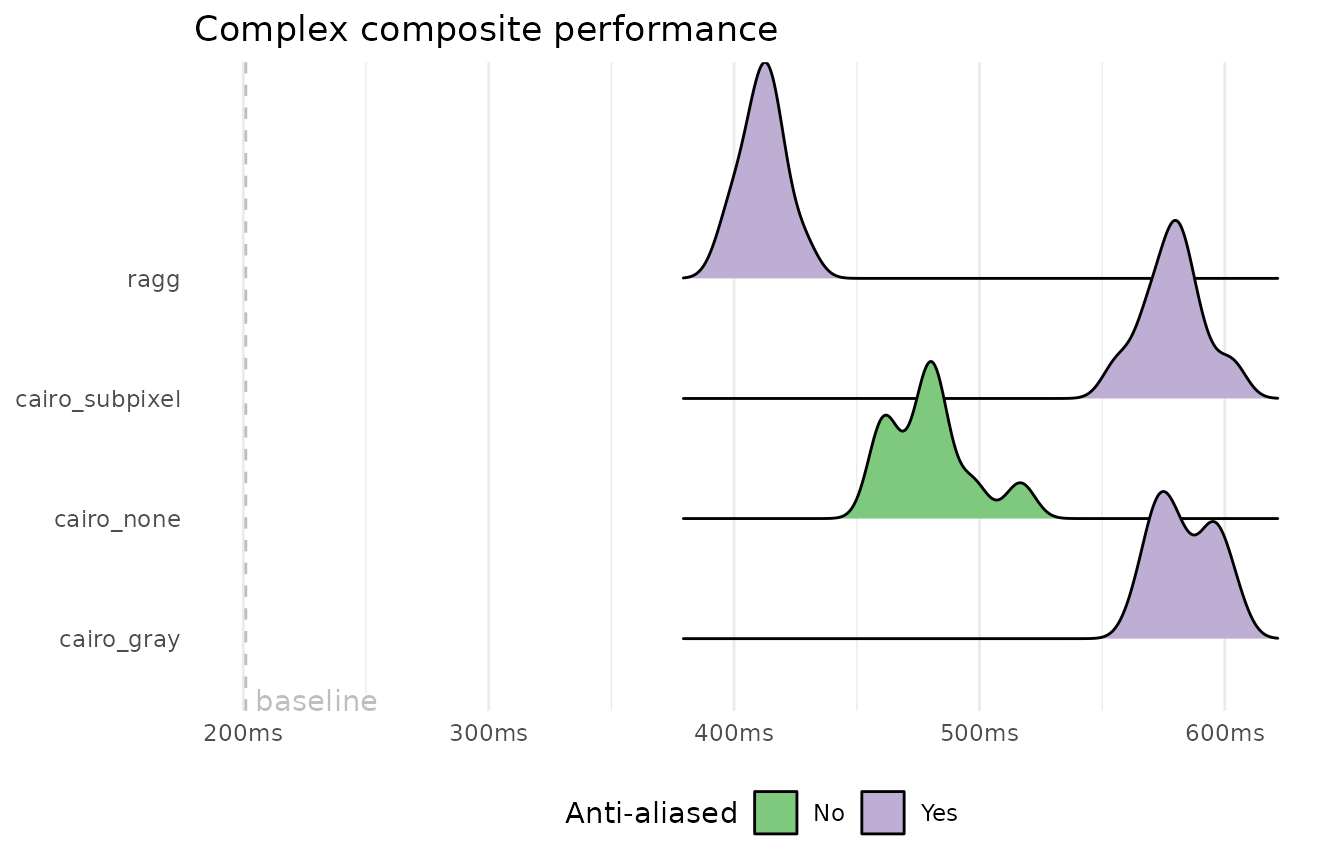 Complex composite performance
ragg
cairo_subpixel
cairo_none
cairo_gray
baseline
200ms 300ms 400ms 500ms 600ms
Anti-aliased No Yes